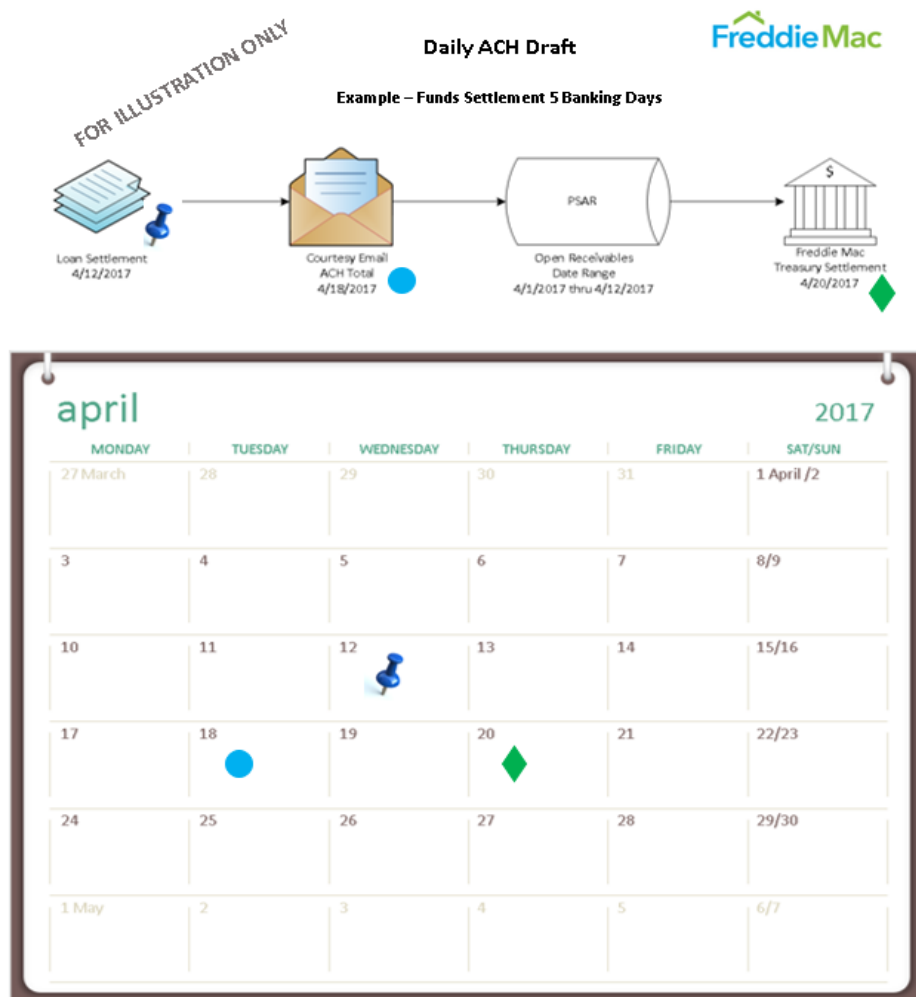 FOR ILLUSTRATION ONLY
Daily ACH Draft
Freddie Mac
Example – Funds Settlement 5 Banking Days
Loan Settlement
4/12/2017
Courtesy Email
ACH Total
4/18/2017
PSAR
Open Receivables
Date Range
4/1/2017 thru 4/12/2017
$
Freddie Mac
Treasury Settlement
4/20/2017
april 2017
MONDAY TUESDAY WEDNESDAY THURSDAY FRIDAY SAT/SUN
27 March 28 29 30 31 1 April /2
3 4 5 6 7 8/9
10 11 12 13 14 15/16
17 18 19 20 21 22/23
24 25 26 27 28 29/30
1 May 2 3 4 5 6/7